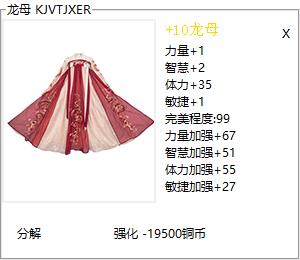 龙母 KJVTJXER
+10龙母
X
力量+1
智慧+2
体力+35
敏捷+1
完美程度:99
力量加强+67
智慧加强+51
体力加强+55
敏捷加强+27
分解 强化 -19500铜币